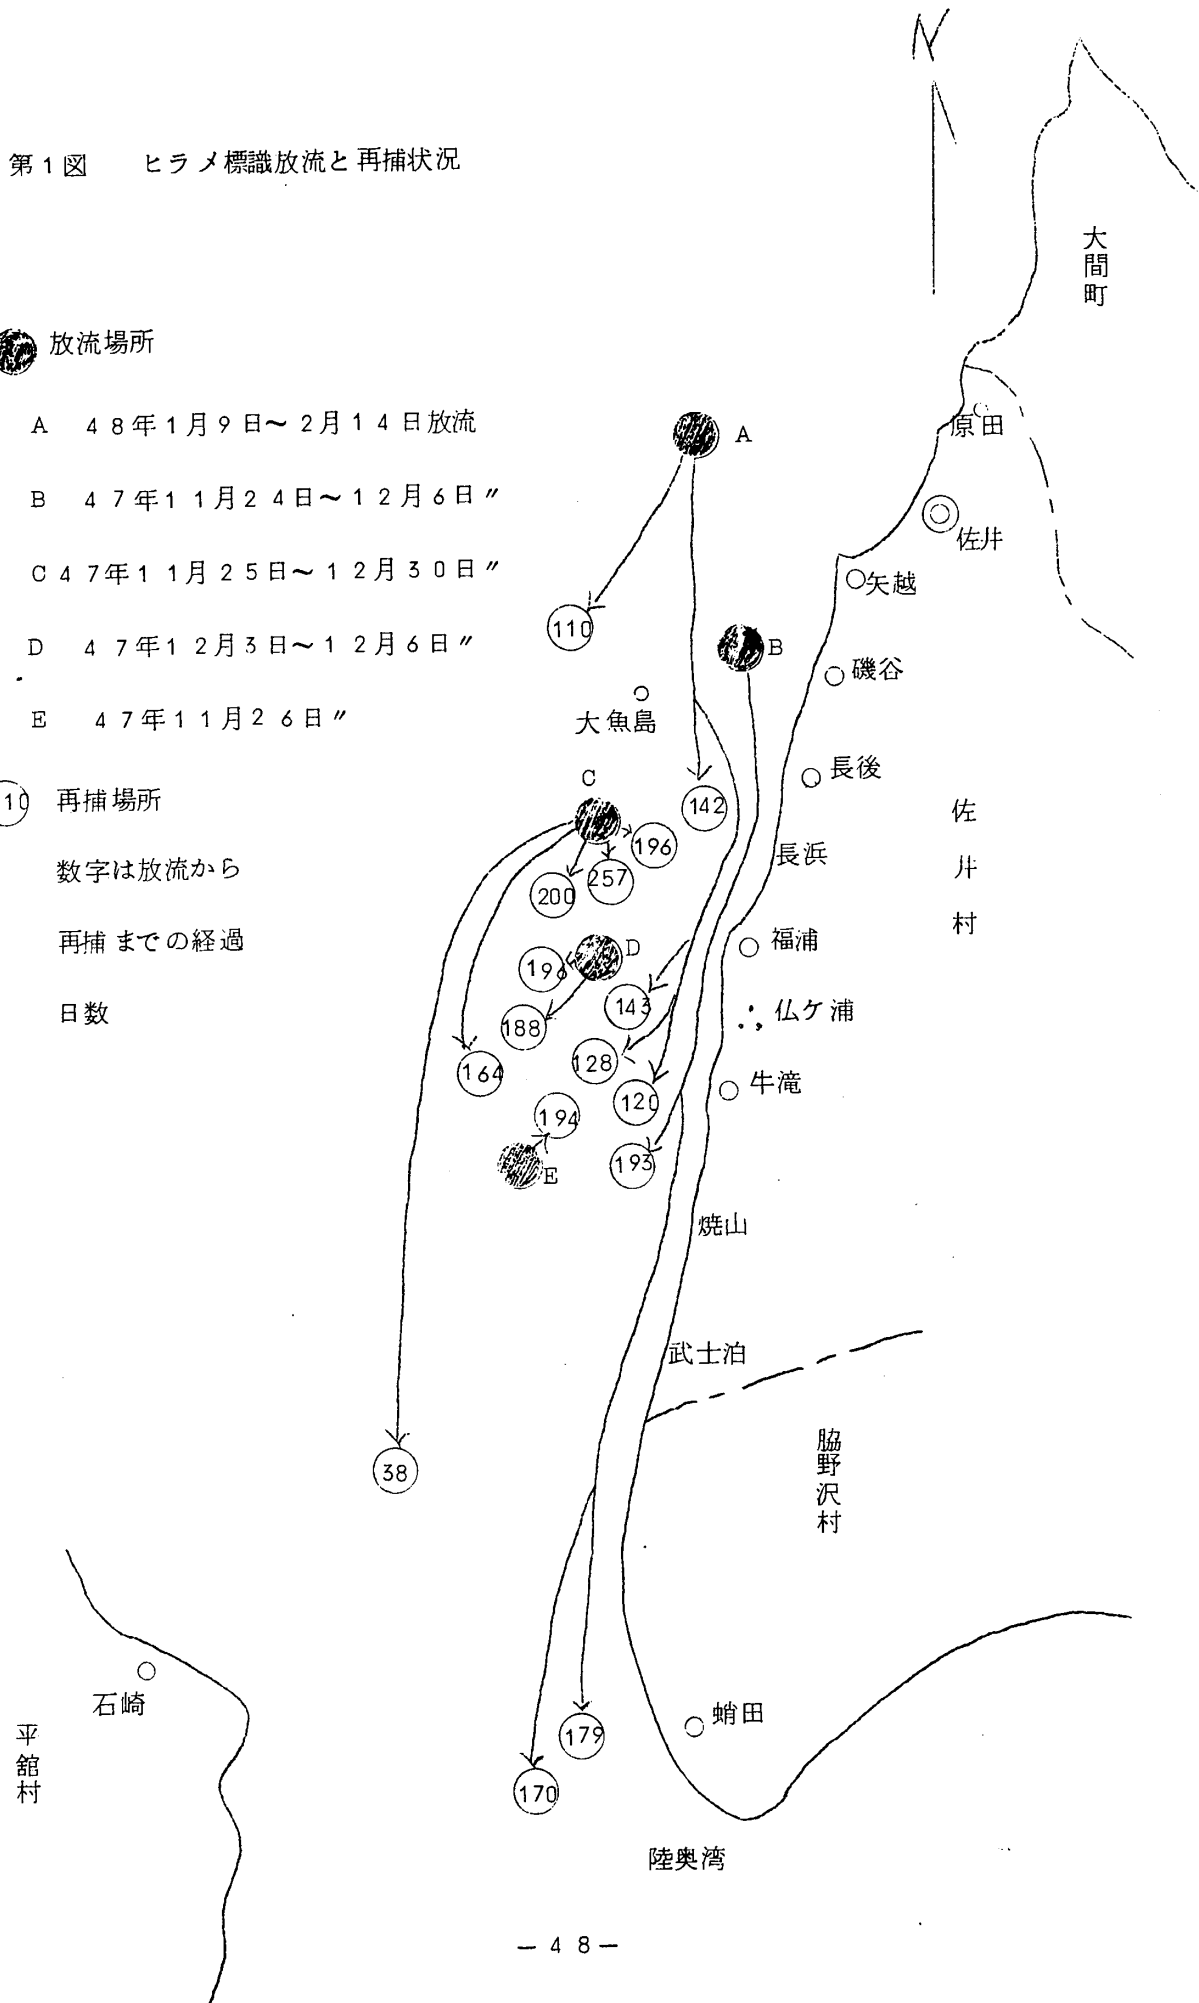 N
第1図 ヒラメ標識放流と再捕状況
放流場所
A 48年1月9日~2月14日放流
B 47年11月24日~12月6日〃
C 47年11月25日~12月30日〃
D 47年12月3日~12月6日〃
E 47年11月26日〃
再捕場所
数字は放流から
再捕までの経過
日数
大間町
原田
佐井
矢越
磯谷
長後
長浜
福浦
仏ケ浦
牛滝
焼山
武士泊
佐井村
脇野沢村
蛸田
陸奥湾
石崎
平舘村
大魚島
A
110
B
142
C
196
257
200
D
196
188
143
128
120
164
194
E
193
38
179
170
-48-